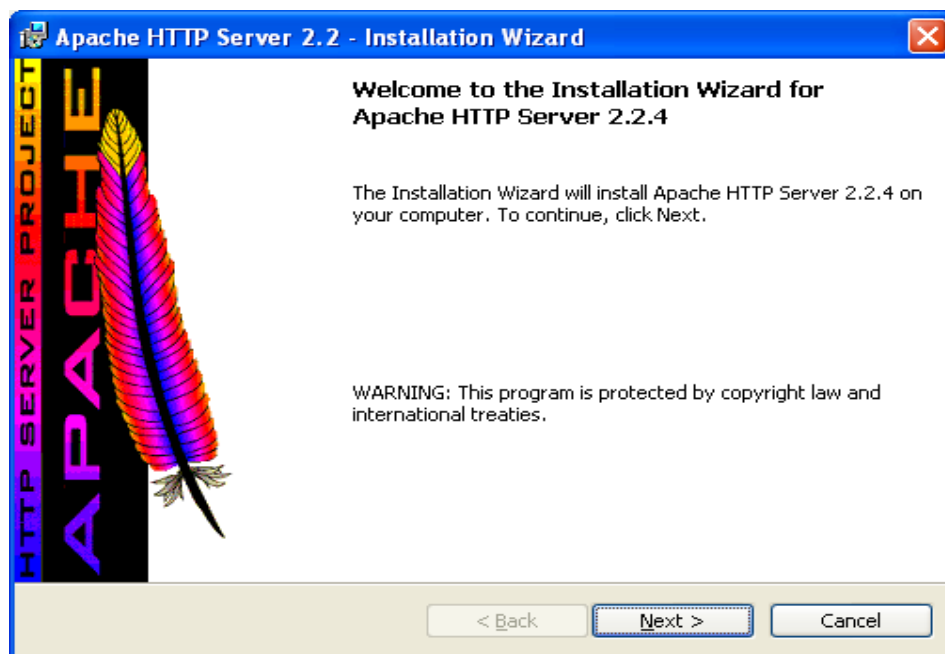 Apache HTTP Server 2.2 - Installation Wizard
HTTP SERVER PROJECT
APACHE
Welcome to the Installation Wizard for
Apache HTTP Server 2.2.4
The Installation Wizard will install Apache HTTP Server 2.2.4 on
your computer. To continue, click Next.
WARNING: This program is protected by copyright law and
international treaties.
< Back
Next >
Cancel